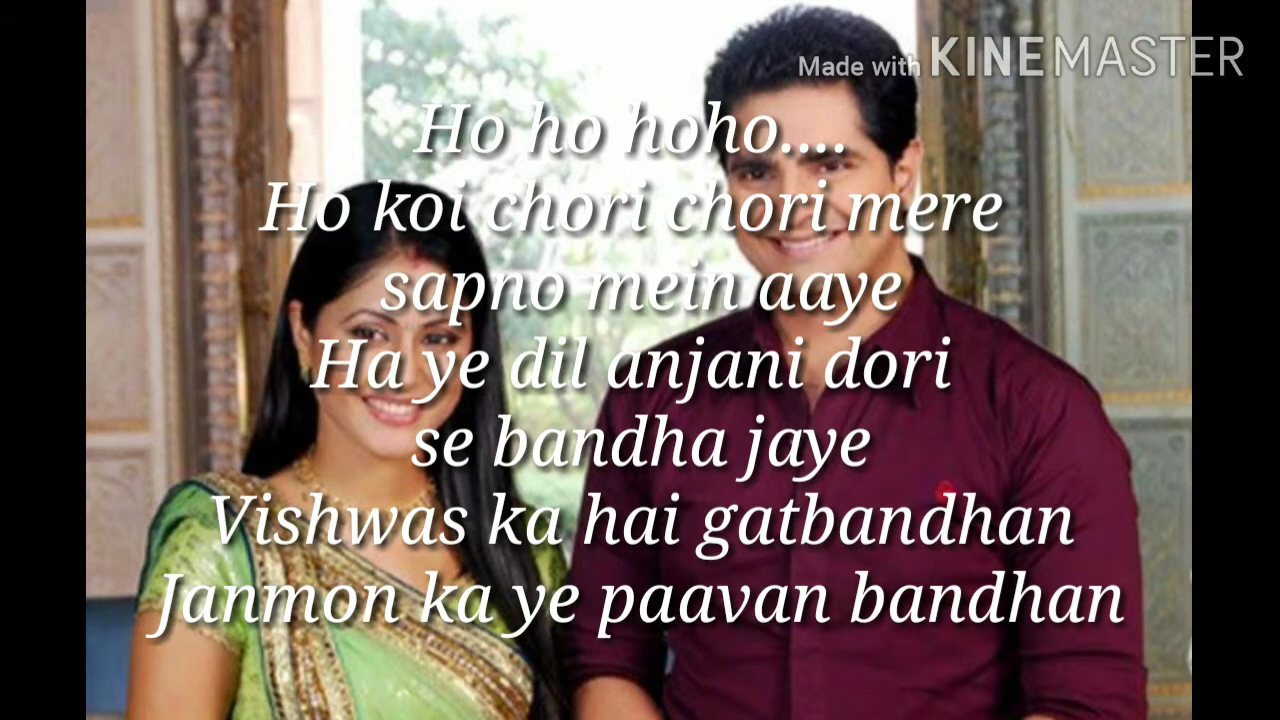 Made with KINEMASTER
Ho ho hoho....
Ho koi chori chori mere
sapno mein aaye
Ha ye dil anjani dori
se bandha jaye
Vishwas ka hai gatbandhan
Janmon ka ye paavan bandhan